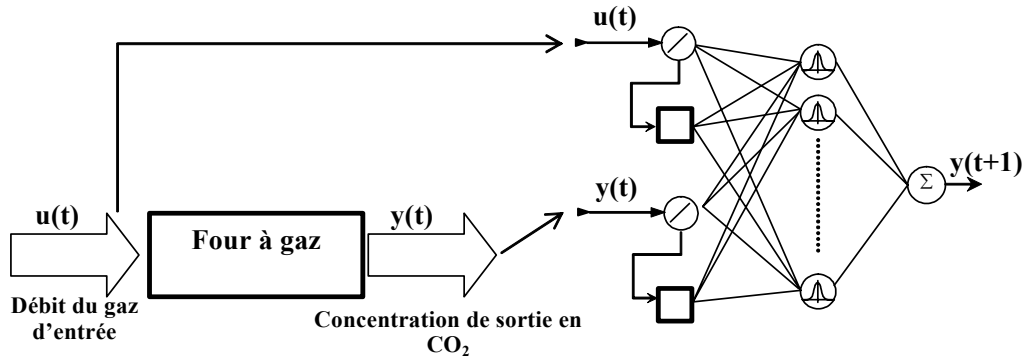 u(t)
y(t)
u(t)
Four à gaz
y(t)
Débit du gaz
d'entrée
Concentration de sortie en
CO₂
Σ
y(t+1)